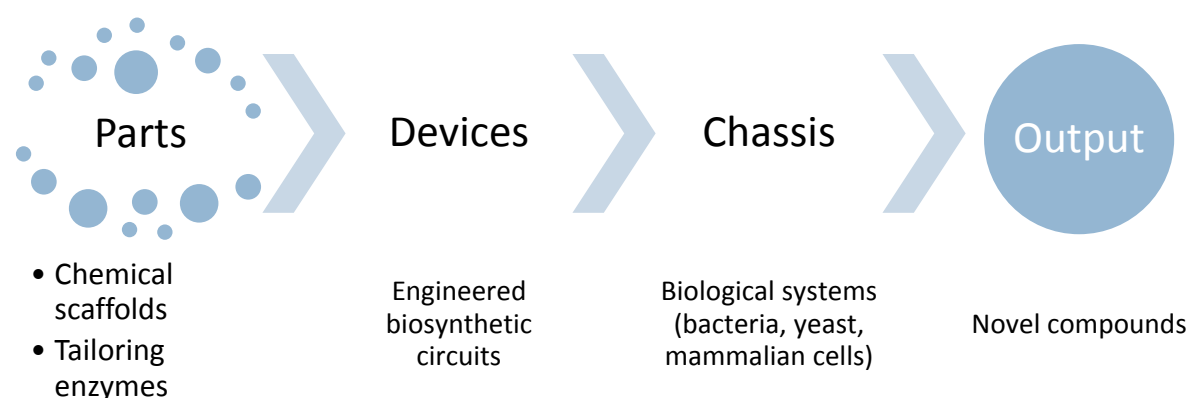 Parts
Devices
Chassis
Output
• Chemical
scaffolds
• Tailoring
enzymes
Engineered
biosynthetic
circuits
Biological systems
(bacteria, yeast,
mammalian cells)
Novel compounds